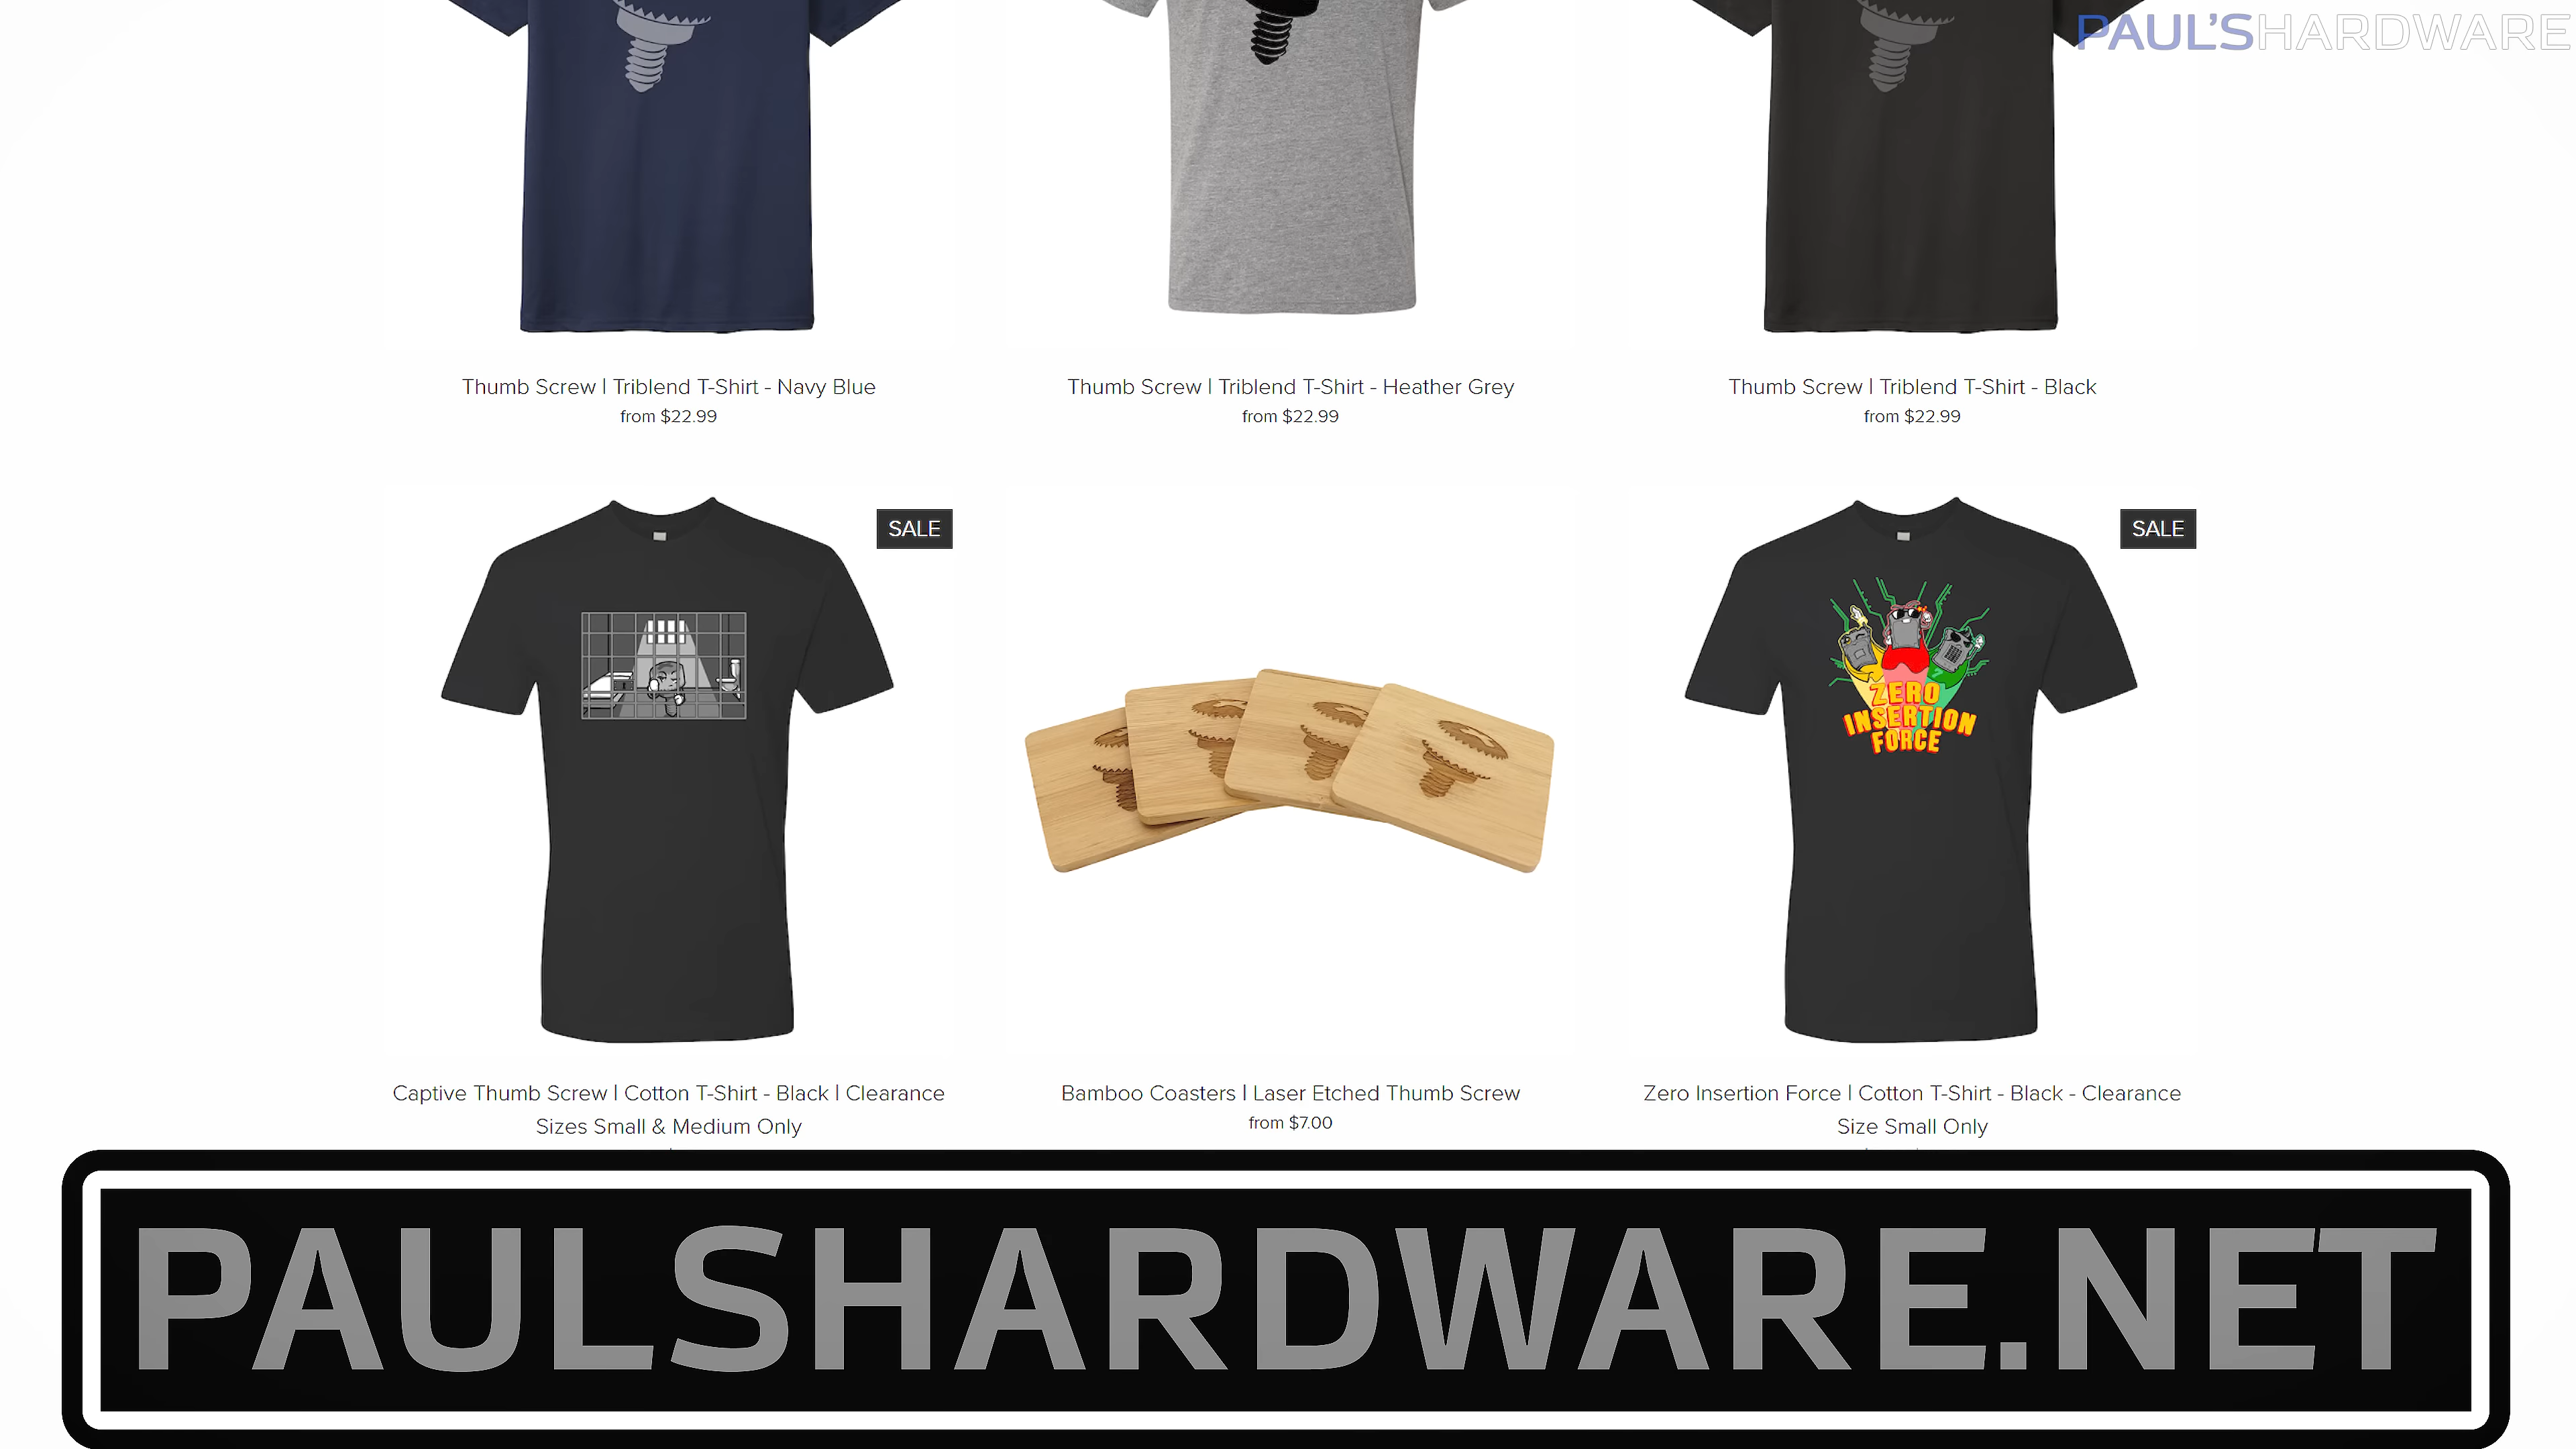 PAUL'SHARDWARE
Thumb Screw | Triblend T-Shirt - Navy Blue
from $22.99
Thumb Screw | Triblend T-Shirt - Heather Grey
from $22.99
Thumb Screw | Triblend T-Shirt - Black
from $22.99
SALE
SALE
ZERO
INSERTION
FORCE
Captive Thumb Screw | Cotton T-Shirt - Black | Clearance
Sizes Small & Medium Only
Bamboo Coasters | Laser Etched Thumb Screw
from $7.00
Zero Insertion Force | Cotton T-Shirt - Black - Clearance
Size Small Only
PAULSHARDWARE.NET